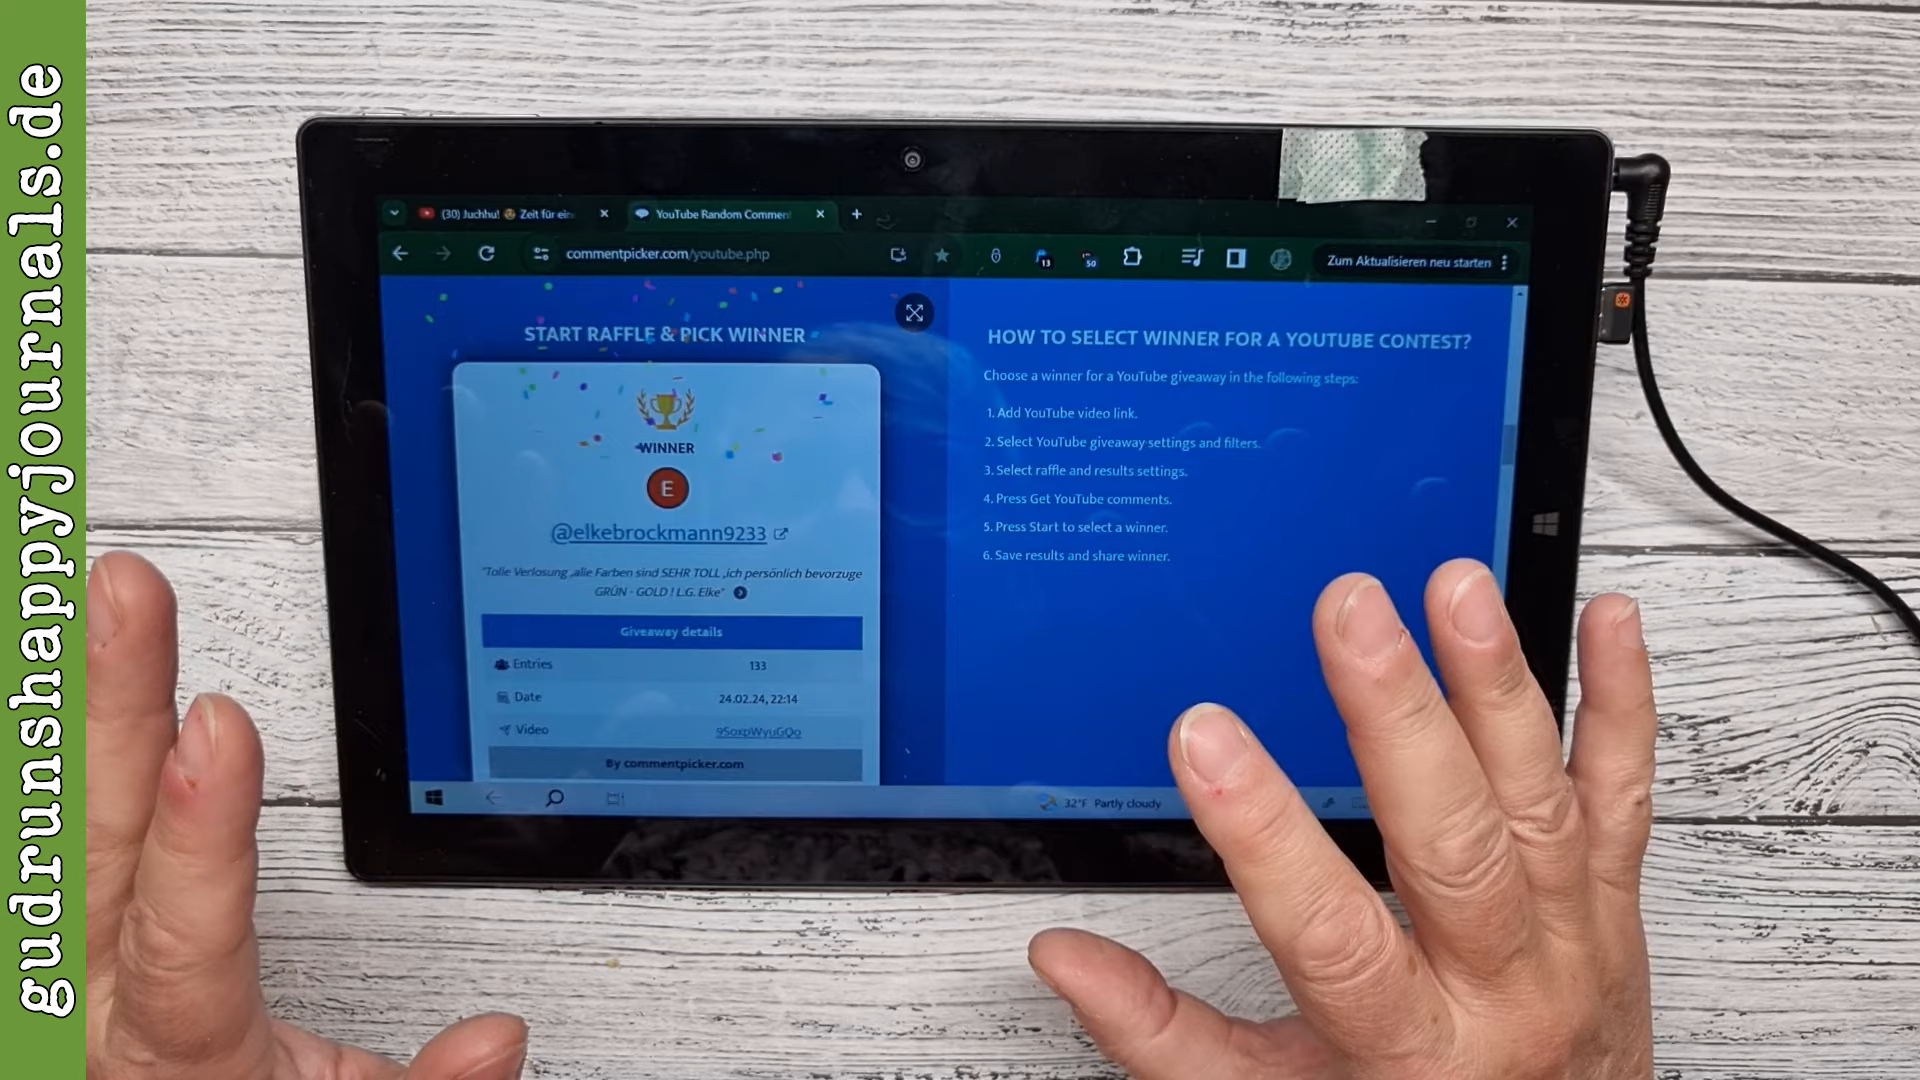 gudrunshappyjournals.de
(30) Juchhu! 🤩 Zeit für ein
YouTube Random Commen
commentpicker.com/youtube.php
13
50
Zum Aktualisieren neu starten
START RAFFLE & PICK WINNER
WINNER
E
@elkebrockmann9233
"Tolle Verlosung ,alle Farben sind SEHR TOLL ,ich persönlich bevorzuge
GRÜN - GOLD ! L.G. Elke"
Giveaway details
Entries 133
Date 24.02.24, 22:14
Video 9SoxpWyuGQo
By commentpicker.com
HOW TO SELECT WINNER FOR A YOUTUBE CONTEST?
Choose a winner for a YouTube giveaway in the following steps:
1. Add YouTube video link.
2. Select YouTube giveaway settings and filters.
3. Select raffle and results settings.
4. Press Get YouTube comments.
5. Press Start to select a winner.
6. Save results and share winner.
32°F Partly cloudy